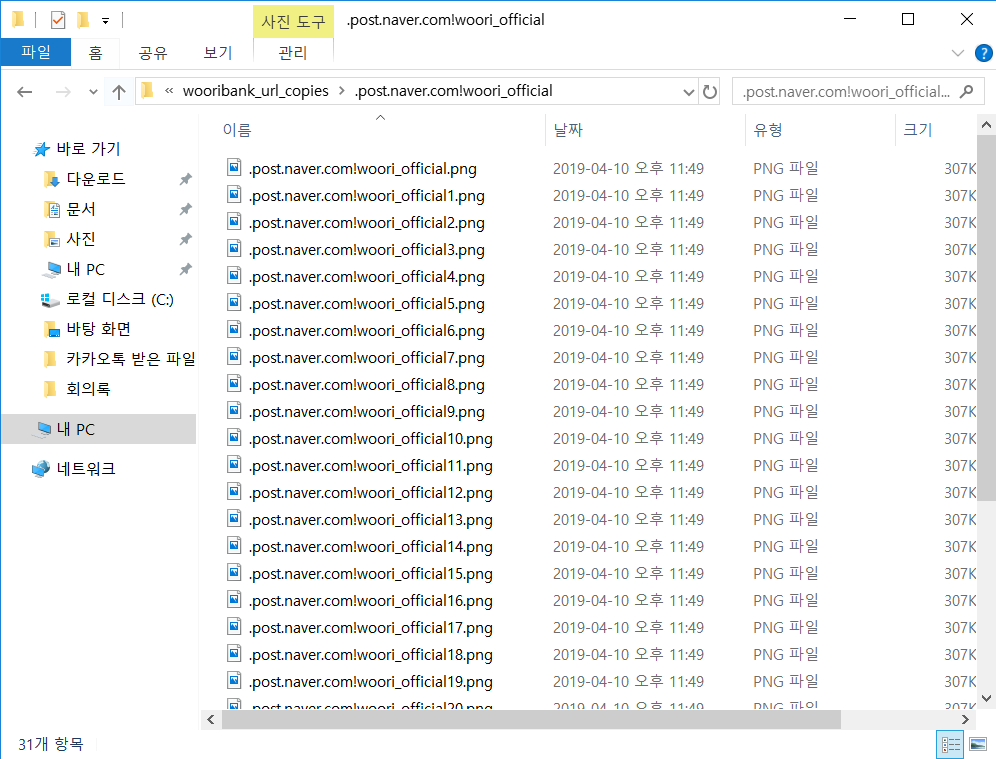 사진 도구 .post.naver.com!woori_official
파일 홈 공유 보기 관리
?
« wooribank_url_copies > .post.naver.com!woori_official
.post.naver.com!woori_official...
이름 날짜 유형 크기
바로 가기
다운로드
문서
사진
내 PC
로컬 디스크 (C:)
바탕 화면
카카오톡 받은 파일
회의록
내 PC
네트워크
.post.naver.com!woori_official.png 2019-04-10 오후 11:49 PNG 파일 307K
.post.naver.com!woori_official1.png 2019-04-10 오후 11:49 PNG 파일 307K
.post.naver.com!woori_official2.png 2019-04-10 오후 11:49 PNG 파일 307K
.post.naver.com!woori_official3.png 2019-04-10 오후 11:49 PNG 파일 307K
.post.naver.com!woori_official4.png 2019-04-10 오후 11:49 PNG 파일 307K
.post.naver.com!woori_official5.png 2019-04-10 오후 11:49 PNG 파일 307K
.post.naver.com!woori_official6.png 2019-04-10 오후 11:49 PNG 파일 307K
.post.naver.com!woori_official7.png 2019-04-10 오후 11:49 PNG 파일 307K
.post.naver.com!woori_official8.png 2019-04-10 오후 11:49 PNG 파일 307K
.post.naver.com!woori_official9.png 2019-04-10 오후 11:49 PNG 파일 307K
.post.naver.com!woori_official10.png 2019-04-10 오후 11:49 PNG 파일 307K
.post.naver.com!woori_official11.png 2019-04-10 오후 11:49 PNG 파일 307K
.post.naver.com!woori_official12.png 2019-04-10 오후 11:49 PNG 파일 307K
.post.naver.com!woori_official13.png 2019-04-10 오후 11:49 PNG 파일 307K
.post.naver.com!woori_official14.png 2019-04-10 오후 11:49 PNG 파일 307K
.post.naver.com!woori_official15.png 2019-04-10 오후 11:49 PNG 파일 307K
.post.naver.com!woori_official16.png 2019-04-10 오후 11:49 PNG 파일 307K
.post.naver.com!woori_official17.png 2019-04-10 오후 11:49 PNG 파일 307K
.post.naver.com!woori_official18.png 2019-04-10 오후 11:49 PNG 파일 307K
.post.naver.com!woori_official19.png 2019-04-10 오후 11:49 PNG 파일 307K
.post.naver.com!woori_official20.png 2019-04-10 오후 11:49 PNG 파일 307K
31개 항목